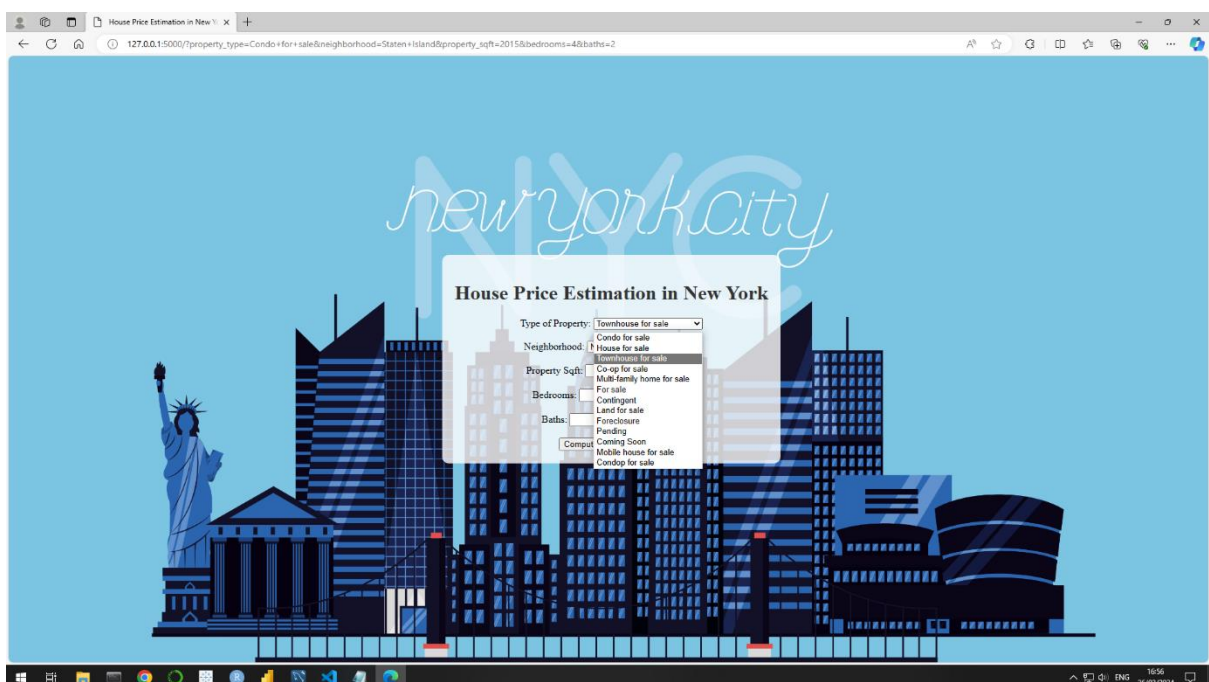 House Price Estimation in New Y
127.0.0.1:5000/?property_type=Condo+for+sale&neighborhood=Staten+Island&property_sqft=2015&bedrooms=4&baths=2
NYC
new york city
House Price Estimation in New York
Type of Property: Townhouse for sale
Condo for sale
Neighborhood: House for sale
Townhouse for sale
Property Sqft: Co-op for sale
Multi-family home for sale
Bedrooms: For sale
Contingent
Land for sale
Baths: Foreclosure
Pending
Comput Coming Soon
Mobile house for sale
Condop for sale
ENG 16:56